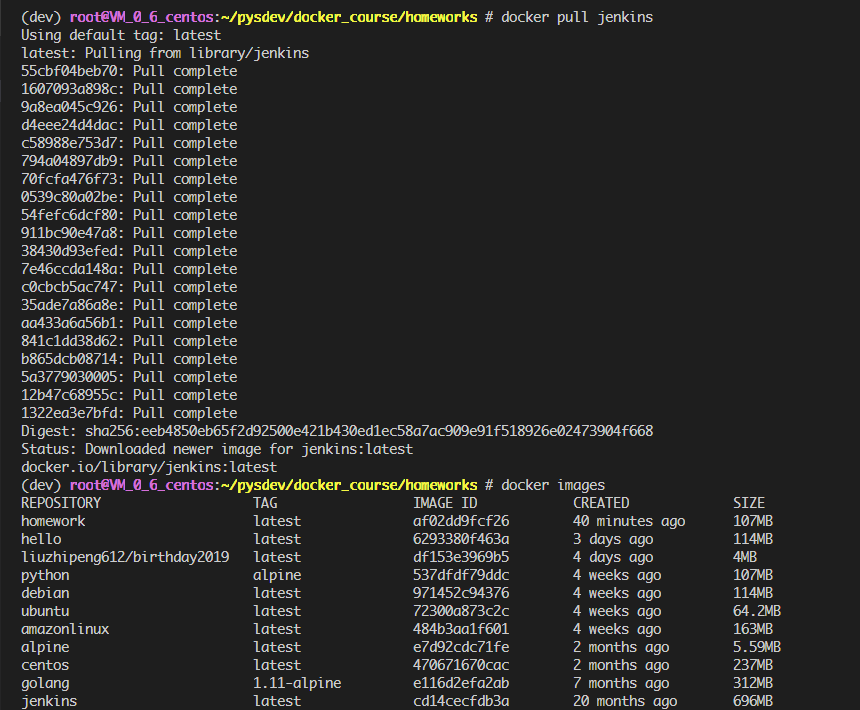 (dev) root@VM_0_6_centos:~/pysdev/docker_course/homeworks # docker pull jenkins
Using default tag: latest
latest: Pulling from library/jenkins
55cbf04beb70: Pull complete
1607093a898c: Pull complete
9a8ea045c926: Pull complete
d4eee24d4dac: Pull complete
c58988e753d7: Pull complete
794a04897db9: Pull complete
70fcfa476f73: Pull complete
0539c80a02be: Pull complete
54fefc6dcf80: Pull complete
911bc90e47a8: Pull complete
38430d93efed: Pull complete
7e46ccda148a: Pull complete
c0cbcb5ac747: Pull complete
35ade7a86a8e: Pull complete
aa433a6a56b1: Pull complete
841c1dd38d62: Pull complete
b865dcb08714: Pull complete
5a3779030005: Pull complete
12b47c68955c: Pull complete
1322ea3e7bfd: Pull complete
Digest: sha256:eeb4850eb65f2d92500e421b430ed1ec58a7ac909e91f518926e02473904f668
Status: Downloaded newer image for jenkins:latest
docker.io/library/jenkins:latest
(dev) root@VM_0_6_centos:~/pysdev/docker_course/homeworks # docker images
REPOSITORY TAG IMAGE ID CREATED SIZE
homework latest af02dd9fcf26 40 minutes ago 107MB
hello latest 6293380f463a 3 days ago 114MB
liuzhipeng612/birthday2019 latest df153e3969b5 4 days ago 4MB
python alpine 537dfdf79ddc 4 weeks ago 107MB
debian latest 971452c94376 4 weeks ago 114MB
ubuntu latest 72300a873c2c 4 weeks ago 64.2MB
amazonlinux latest 484b3aa1f601 4 weeks ago 163MB
alpine latest e7d92cdc71fe 2 months ago 5.59MB
centos latest 470671670cac 2 months ago 237MB
golang 1.11-alpine e116d2efa2ab 7 months ago 312MB
jenkins latest cd14cecfdb3a 20 months ago 696MB